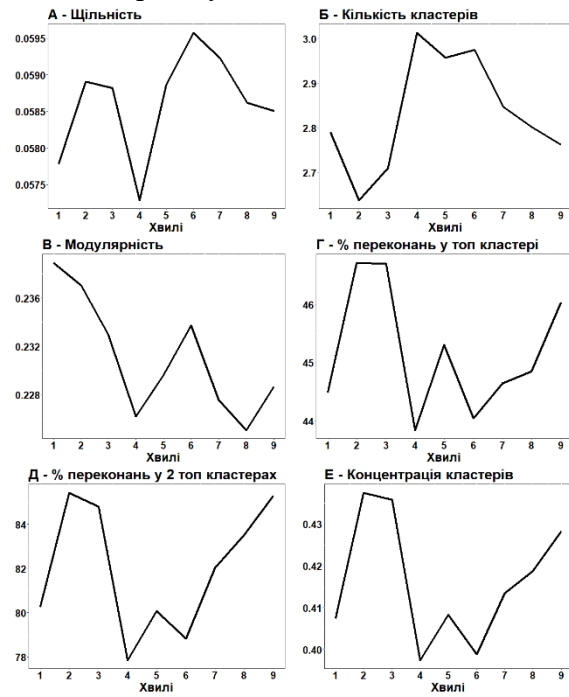 А - Щільність
0.0595
0.0590
0.0585
0.0580
0.0575
1 2 3 4 5 6 7 8 9
Хвилі
Б - Кількість кластерів
3.0
2.9
2.8
2.7
1 2 3 4 5 6 7 8 9
Хвилі
В - Модулярність
0.236
0.232
0.228
1 2 3 4 5 6 7 8 9
Хвилі
Г - % переконань у топ кластері
46
45
44
1 2 3 4 5 6 7 8 9
Хвилі
Д - % переконань у 2 топ кластерах
84
82
80
78
1 2 3 4 5 6 7 8 9
Хвилі
Е - Концентрація кластерів
0.43
0.42
0.41
0.40
1 2 3 4 5 6 7 8 9
Хвилі